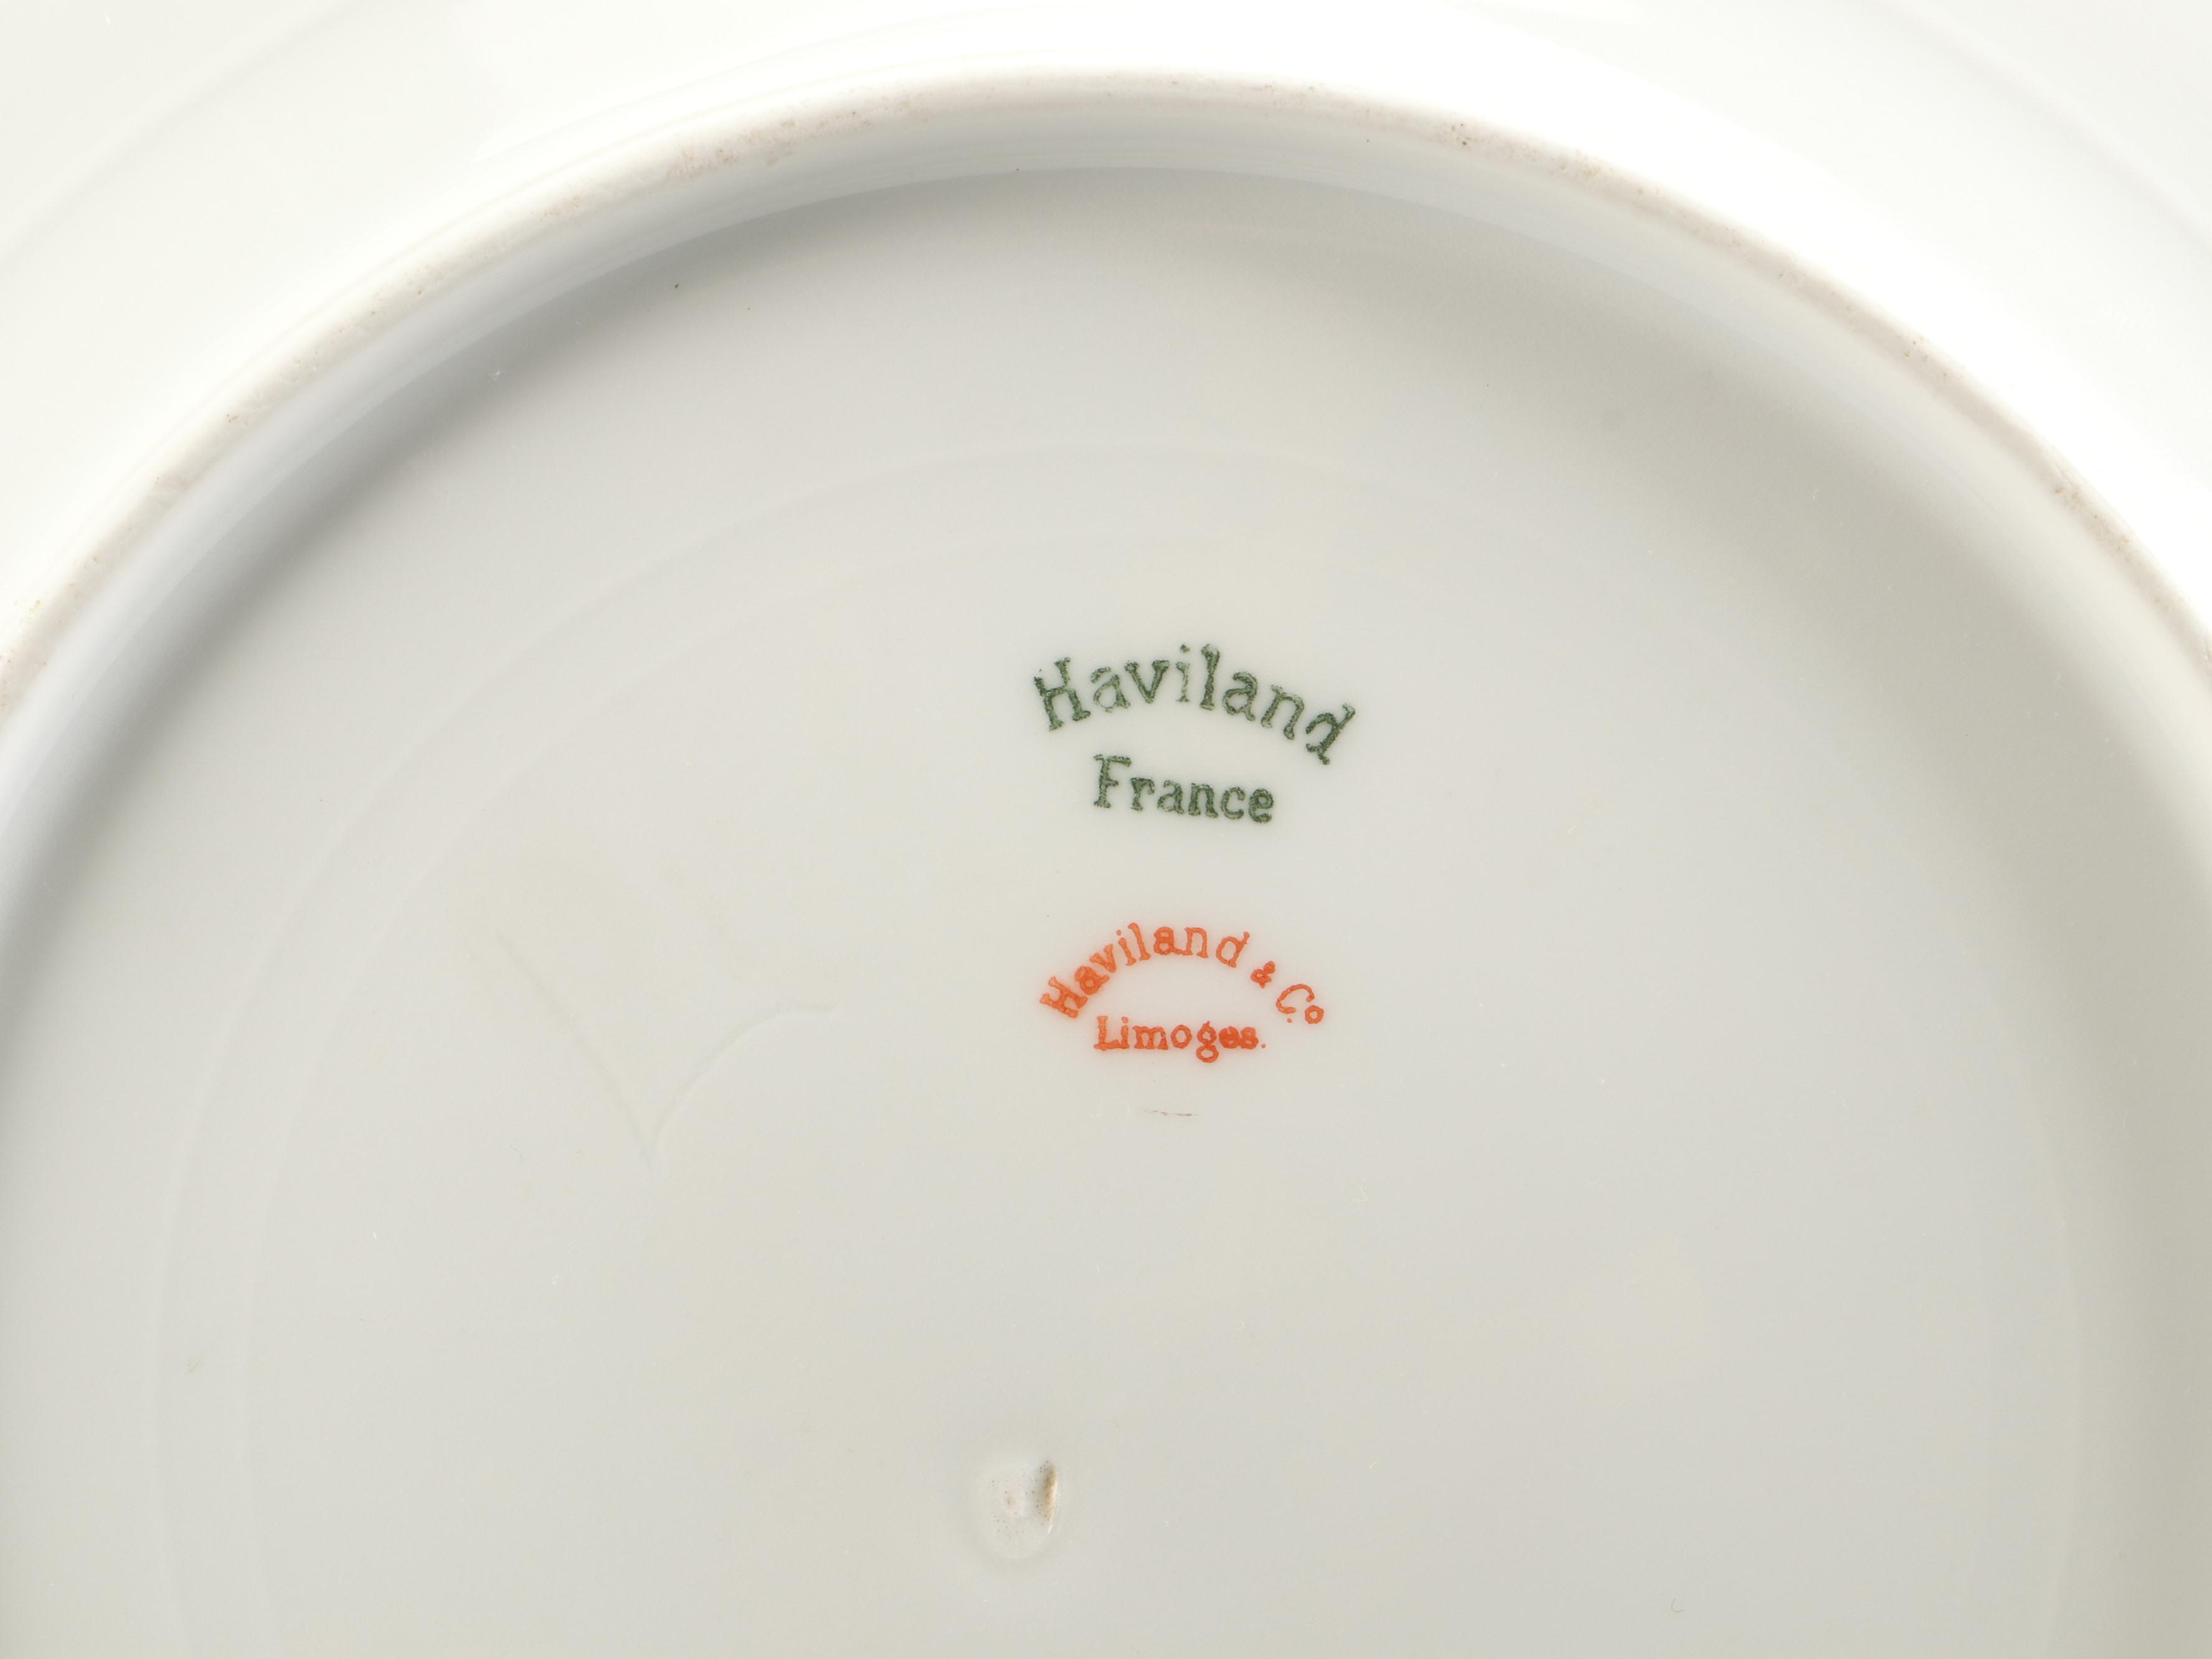 Haviland
France
Haviland & Co
Limoges.